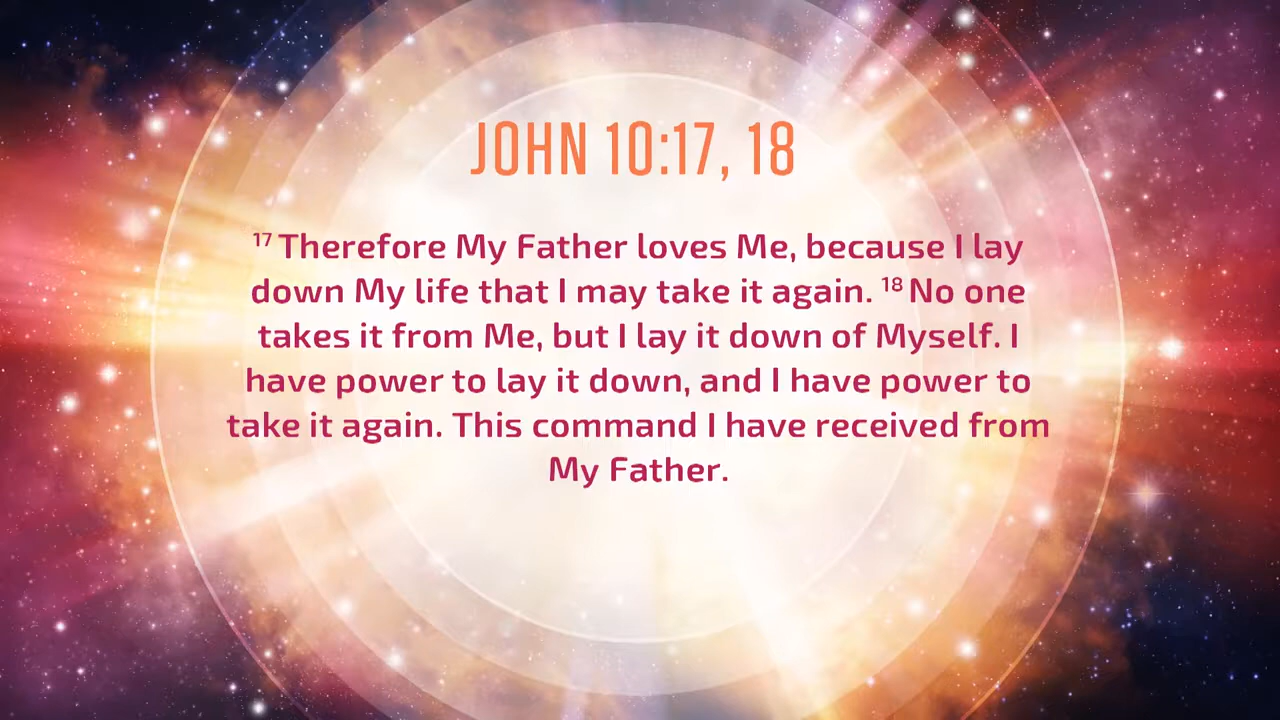 JOHN 10:17, 18
17 Therefore My Father loves Me, because I lay
down My life that I may take it again. 18 No one
takes it from Me, but I lay it down of Myself. I
have power to lay it down, and I have power to
take it again. This command I have received from
My Father.